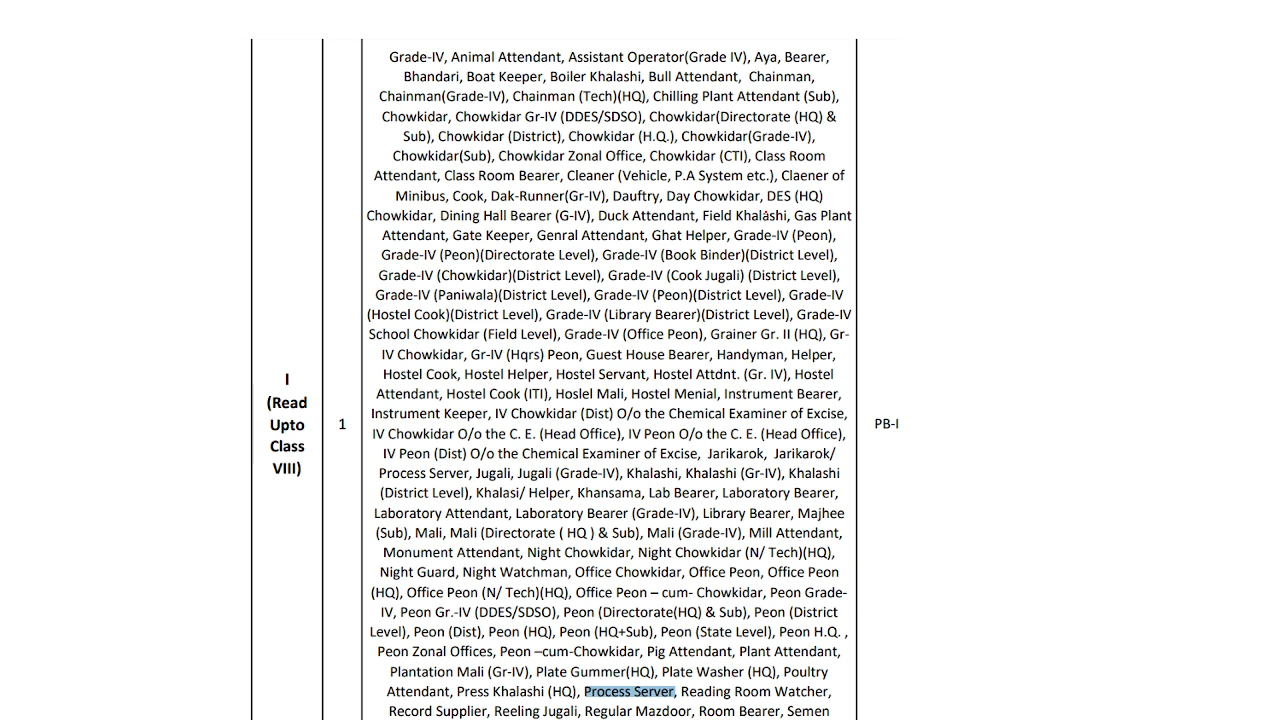 Grade-IV, Animal Attendant, Assistant Operator(Grade IV), Aya, Bearer,
Bhandari, Boat Keeper, Boiler Khalashi, Bull Attendant, Chainman,
Chainman(Grade-IV), Chainman (Tech)(HQ), Chilling Plant Attendant (Sub),
Chowkidar, Chowkidar Gr-IV (DDES/SDSO), Chowkidar(Directorate (HQ) &
Sub), Chowkidar (District), Chowkidar (H.Q.), Chowkidar(Grade-IV),
Chowkidar(Sub), Chowkidar Zonal Office, Chowkidar (CTI), Class Room
Attendant, Class Room Bearer, Cleaner (Vehicle, P.A System etc.), Claener of
Minibus, Cook, Dak-Runner(Gr-IV), Dauftry, Day Chowkidar, DES (HQ)
Chowkidar, Dining Hall Bearer (G-IV), Duck Attendant, Field Khalashi, Gas Plant
Attendant, Gate Keeper, Genral Attendant, Ghat Helper, Grade-IV (Peon),
Grade-IV (Peon)(Directorate Level), Grade-IV (Book Binder)(District Level),
Grade-IV (Chowkidar)(District Level), Grade-IV (Cook Jugali) (District Level),
Grade-IV (Paniwala)(District Level), Grade-IV (Peon)(District Level), Grade-IV
(Hostel Cook)(District Level), Grade-IV (Library Bearer)(District Level), Grade-IV
School Chowkidar (Field Level), Grade-IV (Office Peon), Grainer Gr. II (HQ), Gr-
IV Chowkidar, Gr-IV (Hqrs) Peon, Guest House Bearer, Handyman, Helper,
Hostel Cook, Hostel Helper, Hostel Servant, Hostel Attdnt. (Gr. IV), Hostel
Attendant, Hostel Cook (ITI), Hoslel Mali, Hostel Menial, Instrument Bearer,
Instrument Keeper, IV Chowkidar (Dist) O/o the Chemical Examiner of Excise,
IV Chowkidar O/o the C. E. (Head Office), IV Peon O/o the C. E. (Head Office),
IV Peon (Dist) O/o the Chemical Examiner of Excise, Jarikarok, Jarikarok/
Process Server, Jugali, Jugali (Grade-IV), Khalashi, Khalashi (Gr-IV), Khalashi
(District Level), Khalasi/ Helper, Khansama, Lab Bearer, Laboratory Bearer,
Laboratory Attendant, Laboratory Bearer (Grade-IV), Library Bearer, Majhee
(Sub), Mali, Mali (Directorate ( HQ ) & Sub), Mali (Grade-IV), Mill Attendant,
Monument Attendant, Night Chowkidar, Night Chowkidar (N/ Tech)(HQ),
Night Guard, Night Watchman, Office Chowkidar, Office Peon, Office Peon
(HQ), Office Peon (N/ Tech)(HQ), Office Peon – cum- Chowkidar, Peon Grade-
IV, Peon Gr.-IV (DDES/SDSO), Peon (Directorate(HQ) & Sub), Peon (District
Level), Peon (Dist), Peon (HQ), Peon (HQ+Sub), Peon (State Level), Peon H.Q. ,
Peon Zonal Offices, Peon –cum-Chowkidar, Pig Attendant, Plant Attendant,
Plantation Mali (Gr-IV), Plate Gummer(HQ), Plate Washer (HQ), Poultry
Attendant, Press Khalashi (HQ), Process Server, Reading Room Watcher,
Record Supplier, Reeling Jugali, Regular Mazdoor, Room Bearer, Semen
I
(Read
Upto
Class
VIII)
1
PB-I